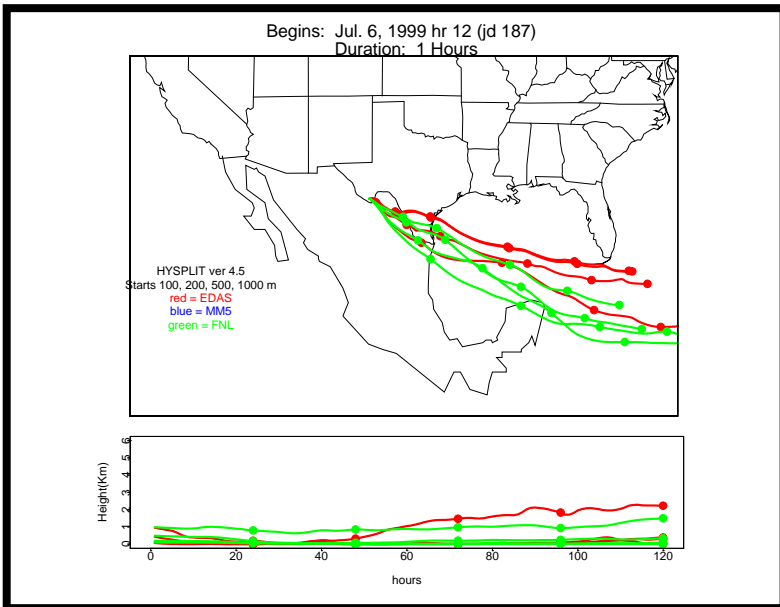 Begins: Jul. 6, 1999 hr 12 (jd 187)
Duration: 1 Hours
HYSPLIT ver 4.5
Starts 100, 200, 500, 1000 m
red = EDAS
blue = MM5
green = FNL
Height(Km)
6
5
4
3
2
1
0
0 20 40 60 80 100 120
hours